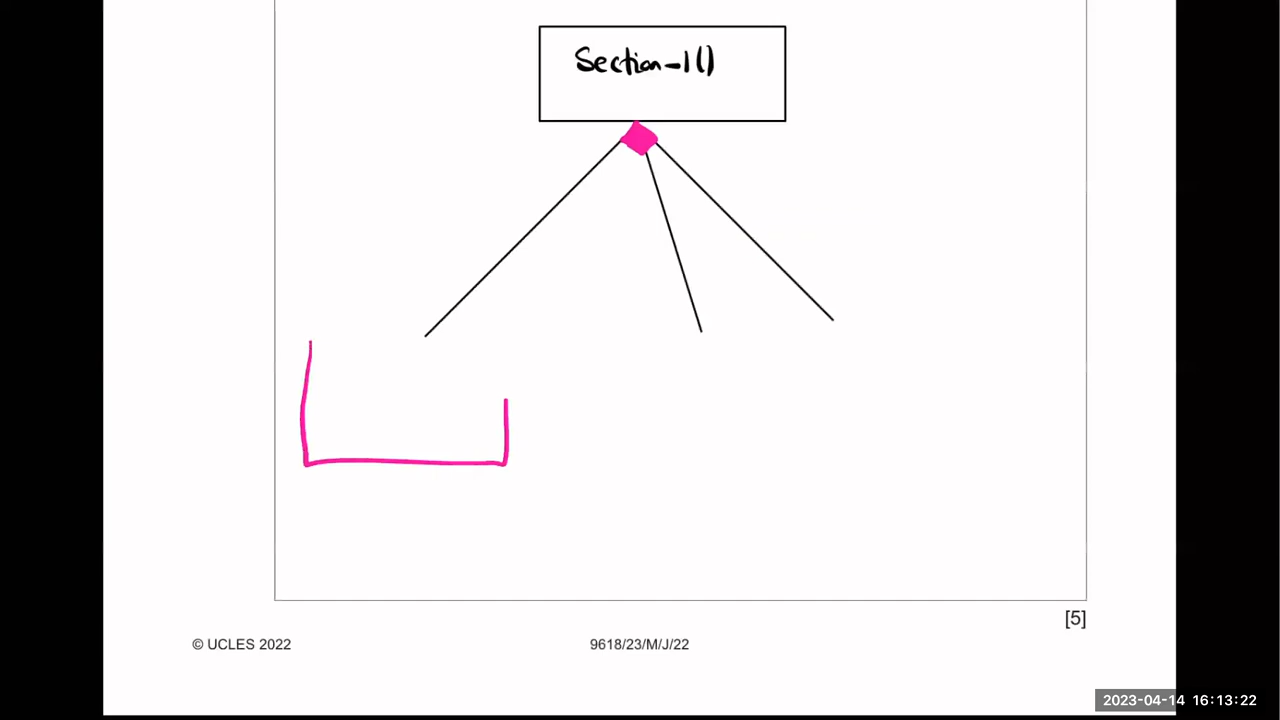 Section-1()
[5]
© UCLES 2022
9618/23/M/J/22
2023-04-14 16:13:22